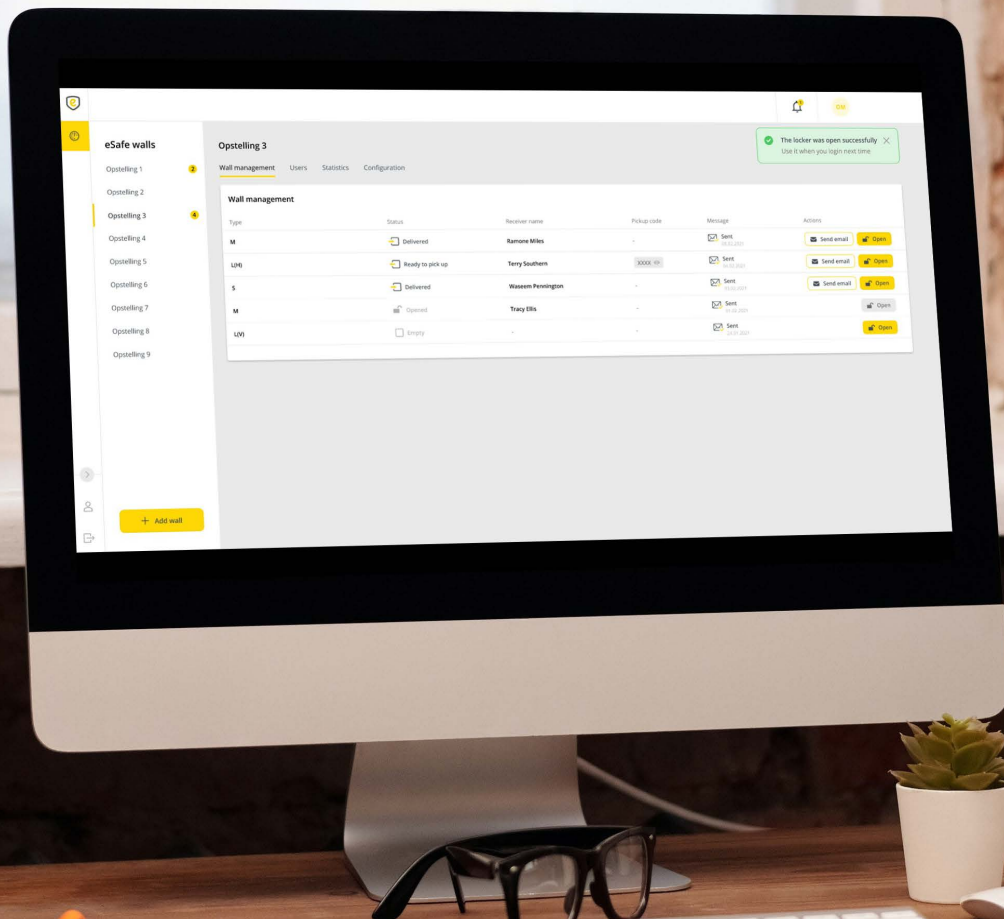 eSafe walls
Opstelling 1 2
Opstelling 2
Opstelling 3 4
Opstelling 4
Opstelling 5
Opstelling 6
Opstelling 7
Opstelling 8
Opstelling 9
+ Add wall
Opstelling 3
The locker was open successfully
Use it when you login next time
Wall management Users Statistics Configuration
Wall management
Type Status Receiver name Pickup code Message Actions
M Delivered Ramone Miles - Sent Send email Open
L(H) Ready to pick up Terry Southern XXXX Sent Send email Open
S Delivered Waseem Pennington - Sent Send email Open
M Opened Tracy Ellis - Sent Open
L(V) Empty - - Sent Open